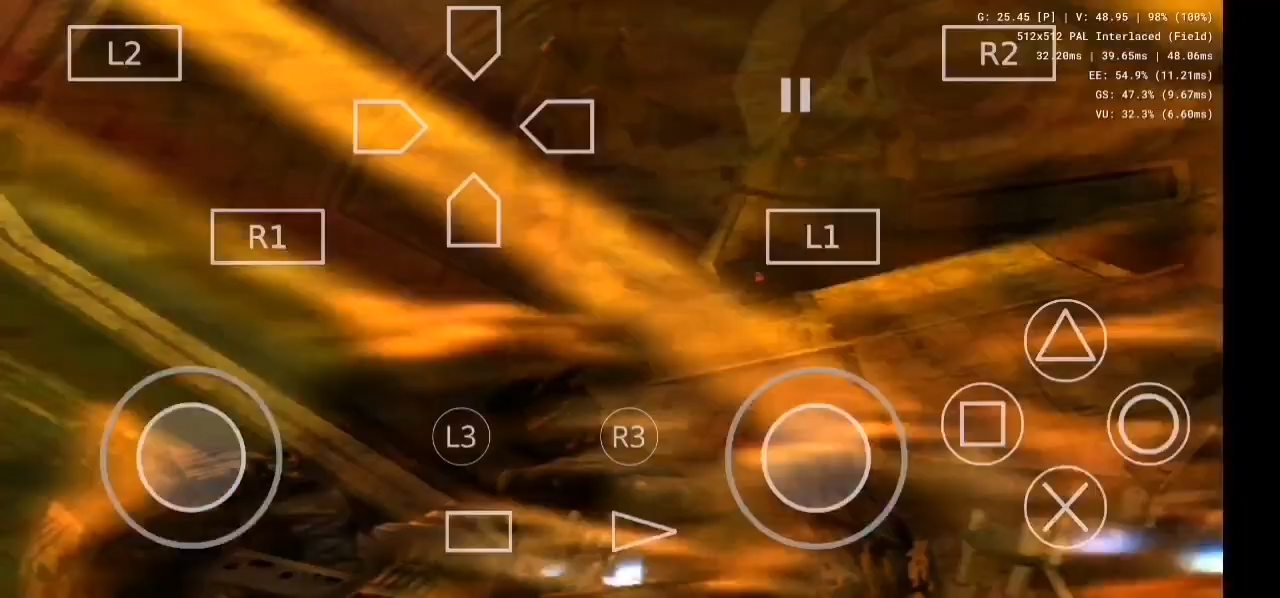 G: 25.45 [P] | V: 48.95 | 98% (100%)
L2
R2
512x512 PAL Interlaced (Field)
32.20ms | 39.65ms | 48.06ms
EE: 54.9% (11.21ms)
GS: 47.3% (9.67ms)
VU: 32.3% (6.60ms)
R1
L1
L3
R3